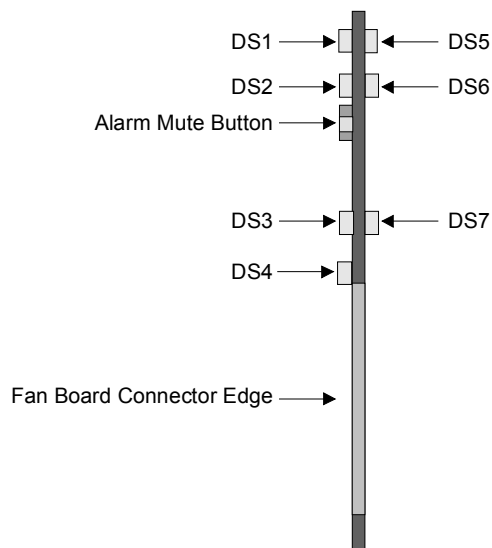 DS1 DS5
DS2 DS6
Alarm Mute Button
DS3 DS7
DS4
Fan Board Connector Edge